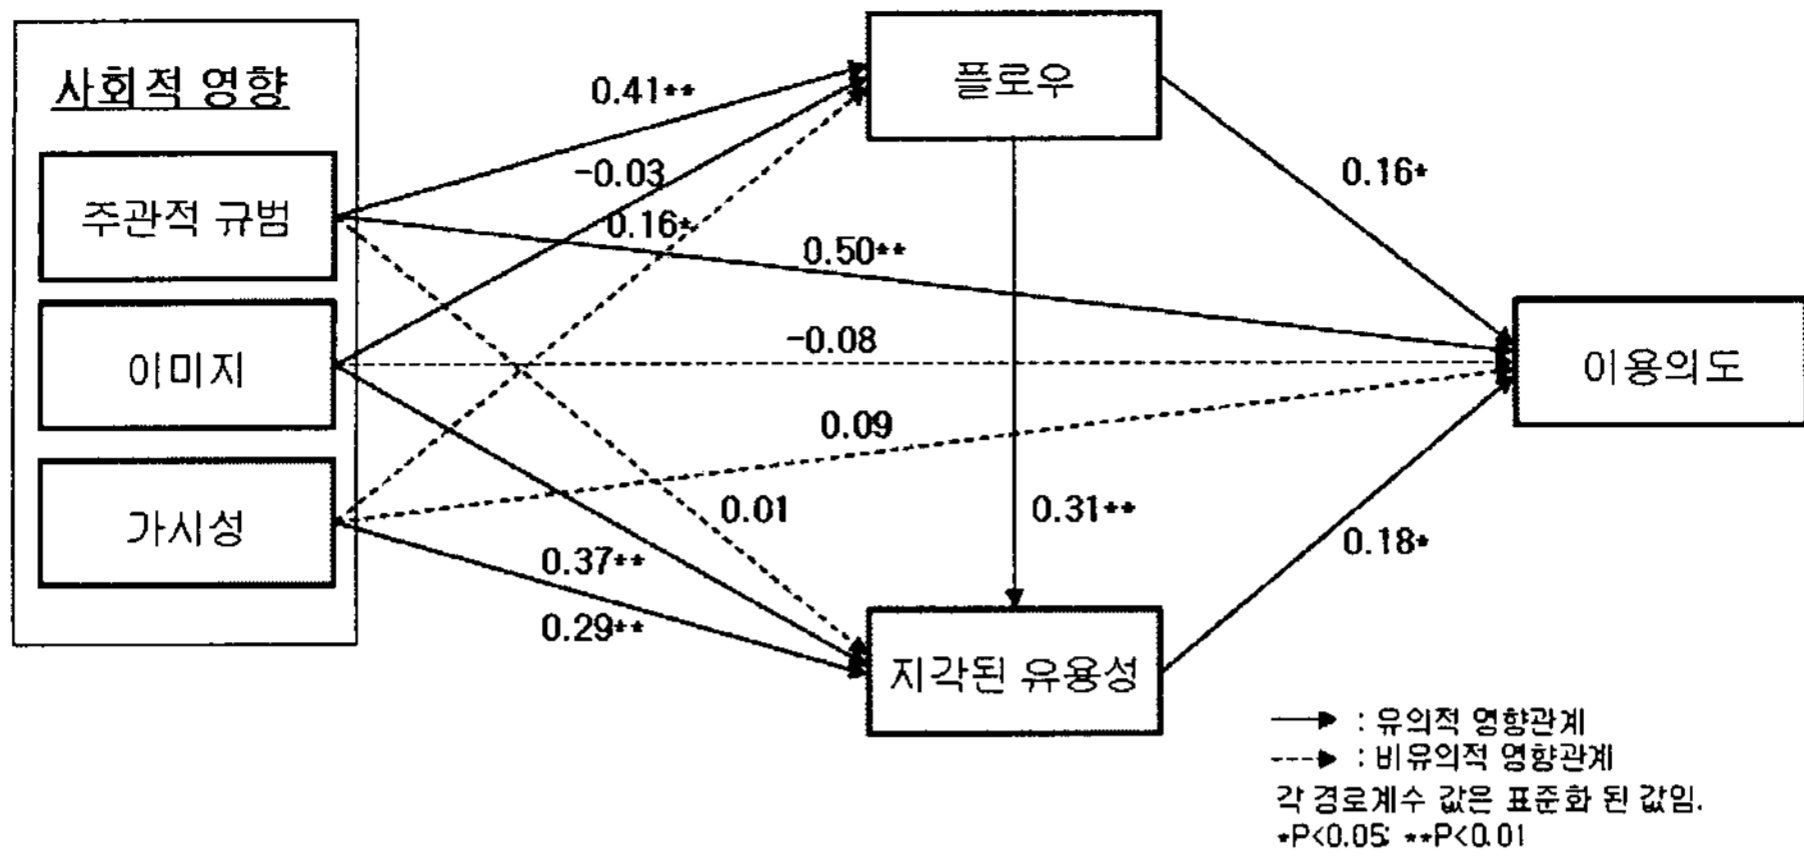 사회적 영향
주관적 규범
이미지
가시성
플로우
지각된 유용성
이용의도
0.41**
-0.03
0.16*
0.50**
-0.08
0.09
0.01
0.37**
0.29**
0.31**
0.16*
0.18*
: 유의적 영향관계
: 비유의적 영향관계
각 경로계수 값은 표준화 된 값임.
*P<0.05; **P<0.01